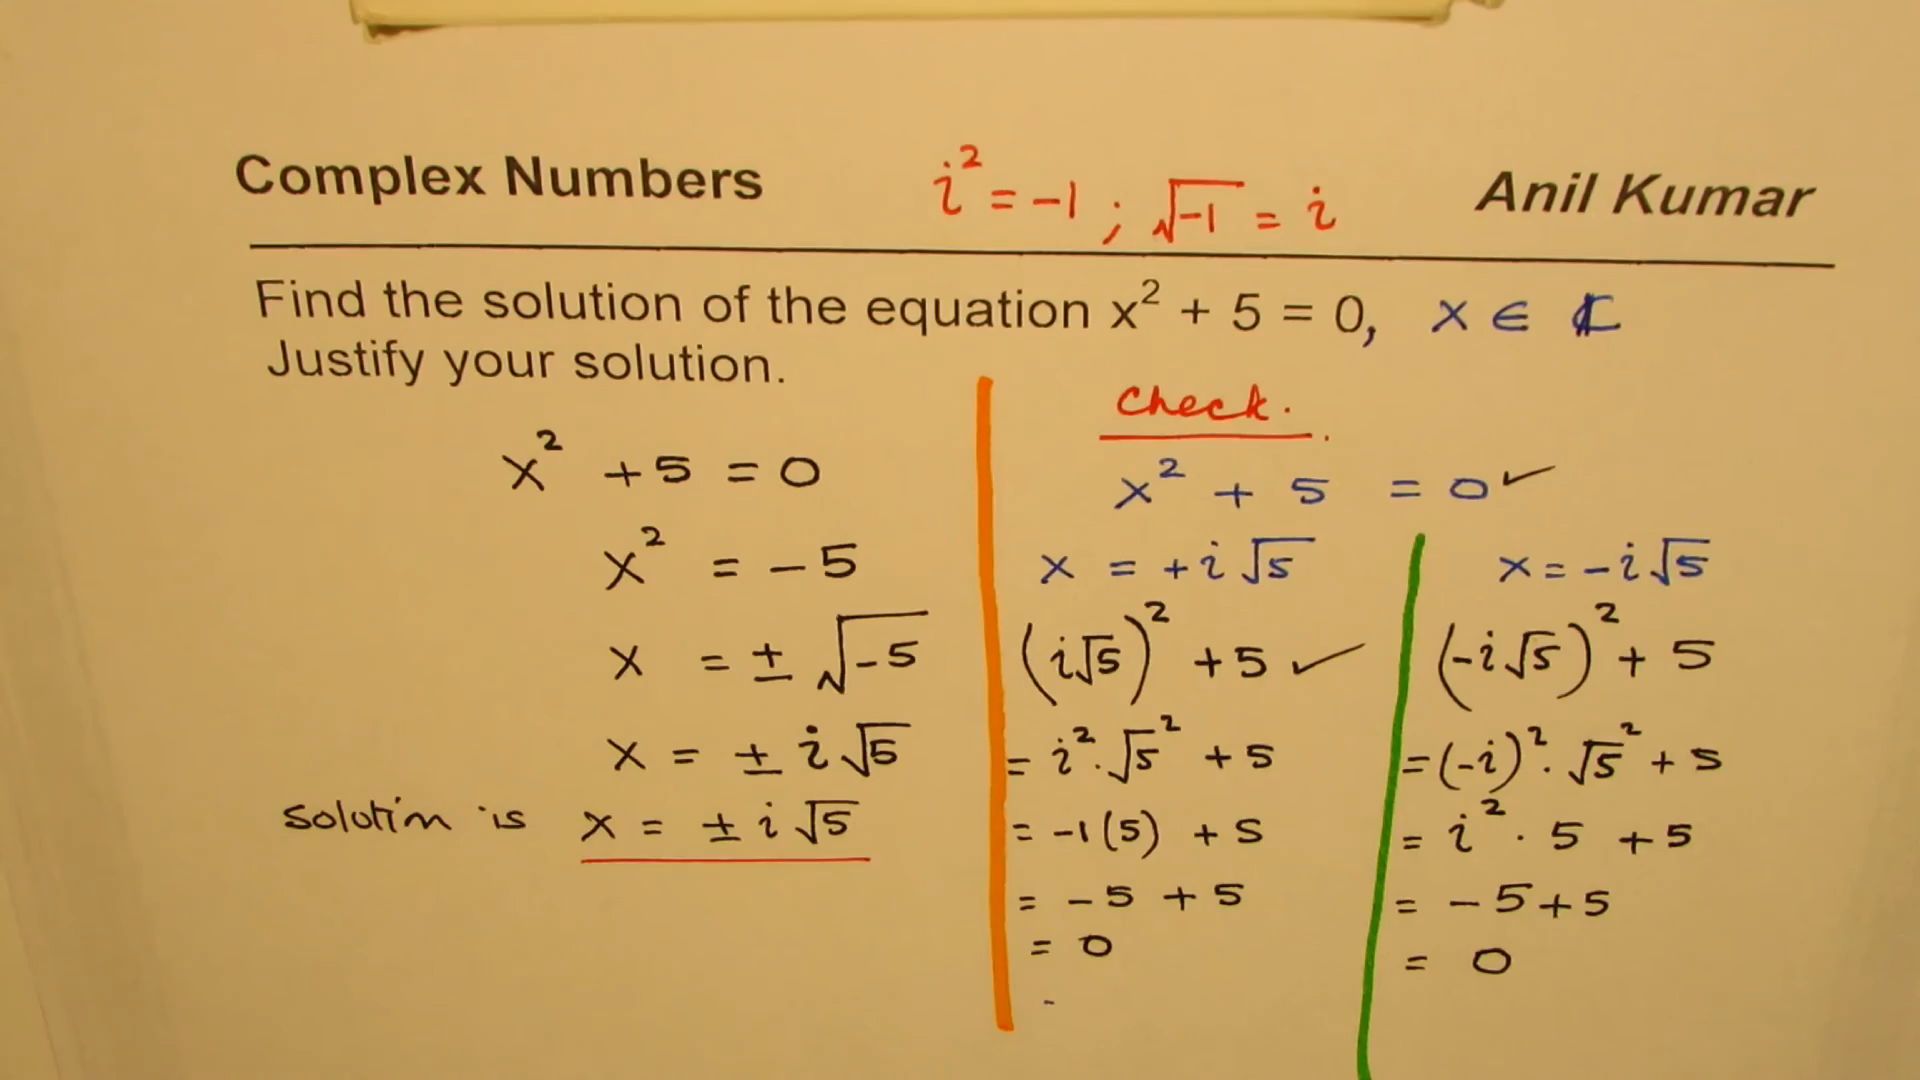 Complex Numbers i² = -1 ; √-1 = i Anil Kumar
Find the solution of the equation x² + 5 = 0, x ∈ ℂ
Justify your solution.
x² + 5 = 0
x² = -5
x = ± √-5
x = ± i√5
solution is x = ± i√5
Check.
x² + 5 = 0 ✓
x = +i√5
(i√5)² + 5 ✓
= i² · √5² + 5
= -1(5) + 5
= -5 + 5
= 0
-
x = -i√5
(-i√5)² + 5
= (-i)² · √5² + 5
= i² · 5 + 5
= -5 + 5
= 0